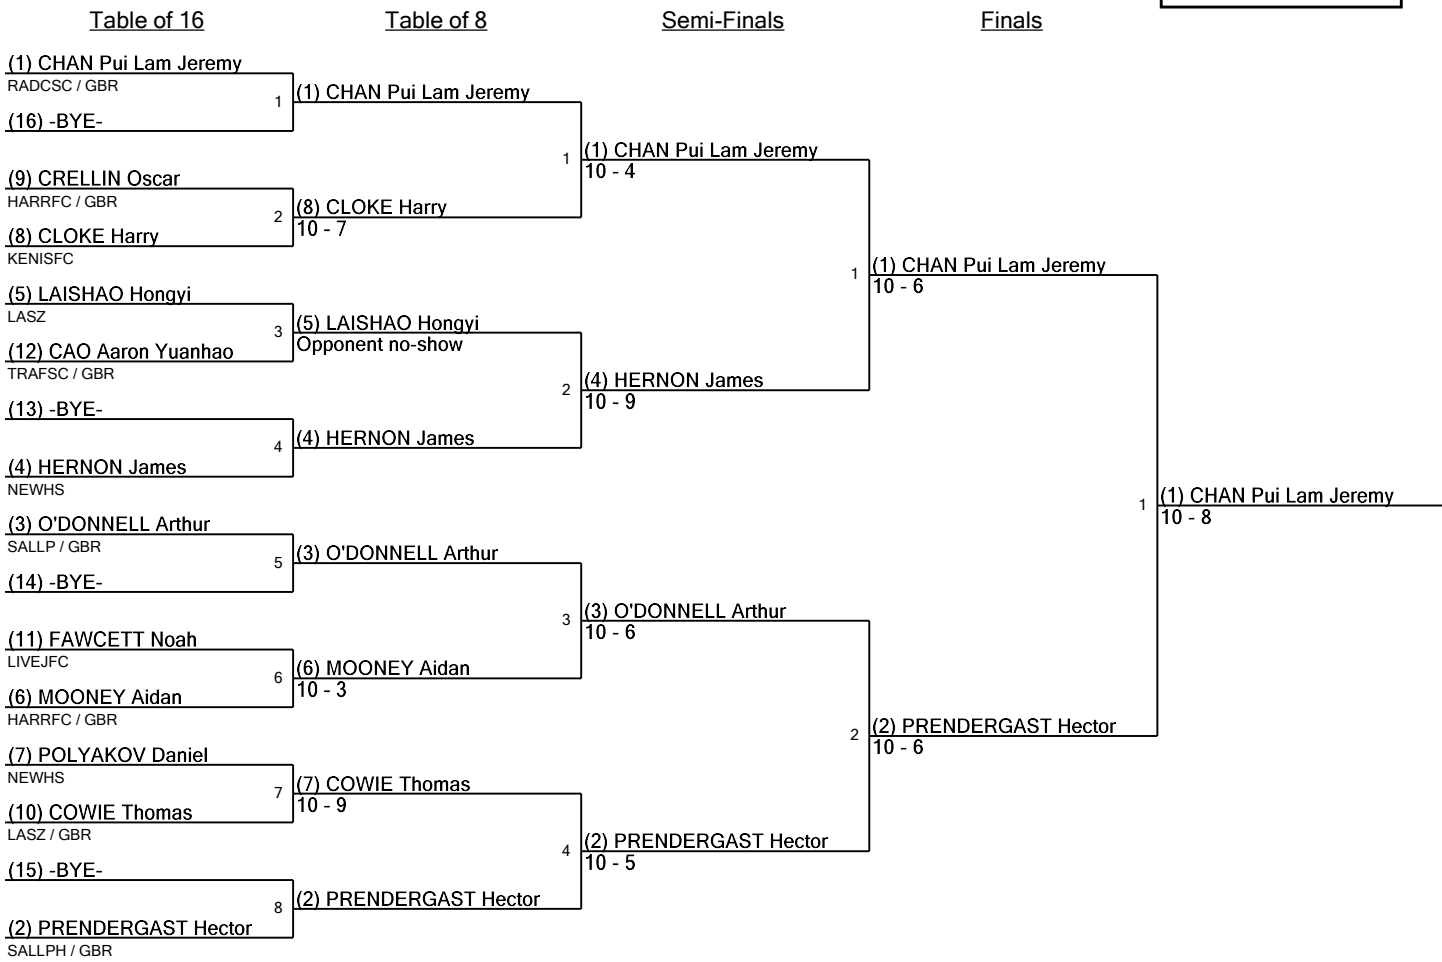 Table of 16
Table of 8
Semi-Finals
Finals
(1) CHAN Pui Lam Jeremy
RADCSC / GBR
1
(16) -BYE-
(9) CRELLIN Oscar
HARRFC / GBR
2
(8) CLOKE Harry
KENISFC
(5) LAISHAO Hongyi
LASZ
3
(12) CAO Aaron Yuanhao
TRAFSC / GBR
(13) -BYE-
4
(4) HERNON James
NEWHS
(3) O'DONNELL Arthur
SALLP / GBR
5
(14) -BYE-
(11) FAWCETT Noah
LIVEJFC
6
(6) MOONEY Aidan
HARRFC / GBR
(7) POLYAKOV Daniel
NEWHS
7
(10) COWIE Thomas
LASZ / GBR
(15) -BYE-
8
(2) PRENDERGAST Hector
SALLPH / GBR
(1) CHAN Pui Lam Jeremy
1
(8) CLOKE Harry
10 - 7
(5) LAISHAO Hongyi
Opponent no-show
2
(4) HERNON James
(3) O'DONNELL Arthur
3
(6) MOONEY Aidan
10 - 3
(7) COWIE Thomas
10 - 9
4
(2) PRENDERGAST Hector
(1) CHAN Pui Lam Jeremy
10 - 4
1
(4) HERNON James
10 - 9
(3) O'DONNELL Arthur
10 - 6
2
(2) PRENDERGAST Hector
10 - 5
(1) CHAN Pui Lam Jeremy
10 - 6
1
(2) PRENDERGAST Hector
10 - 6
(1) CHAN Pui Lam Jeremy
10 - 8